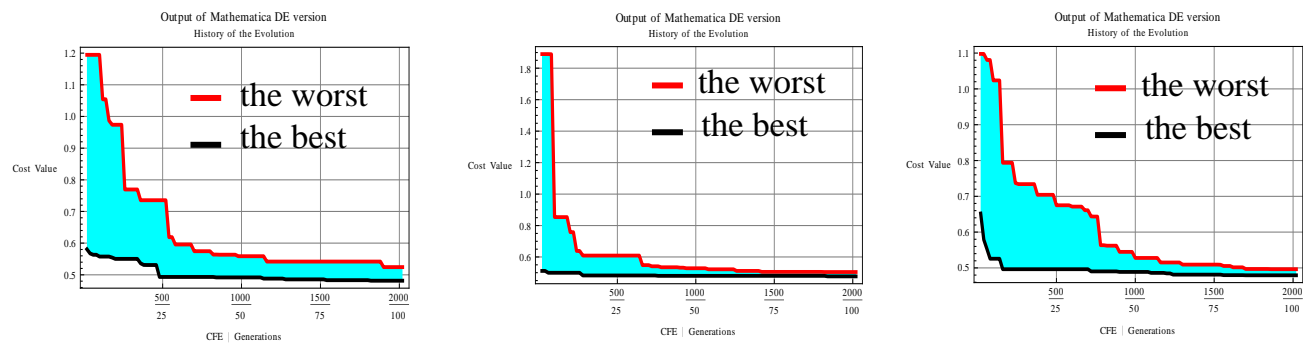 Output of Mathematica DE version
History of the Evolution
1.2
1.1
the worst
1.0
the best
0.9
Cost Value
0.8
0.7
0.6
0.5
500 1000 1500 2000
25 50 75 100
CFE | Generations
Output of Mathematica DE version
History of the Evolution
1.8
the worst
1.6
1.4
the best
1.2
Cost Value
1.0
0.8
0.6
500 1000 1500 2000
25 50 75 100
CFE | Generations
Output of Mathematica DE version
History of the Evolution
1.1
1.0
the worst
0.9
the best
0.8
Cost Value
0.7
0.6
0.5
500 1000 1500 2000
25 50 75 100
CFE | Generations